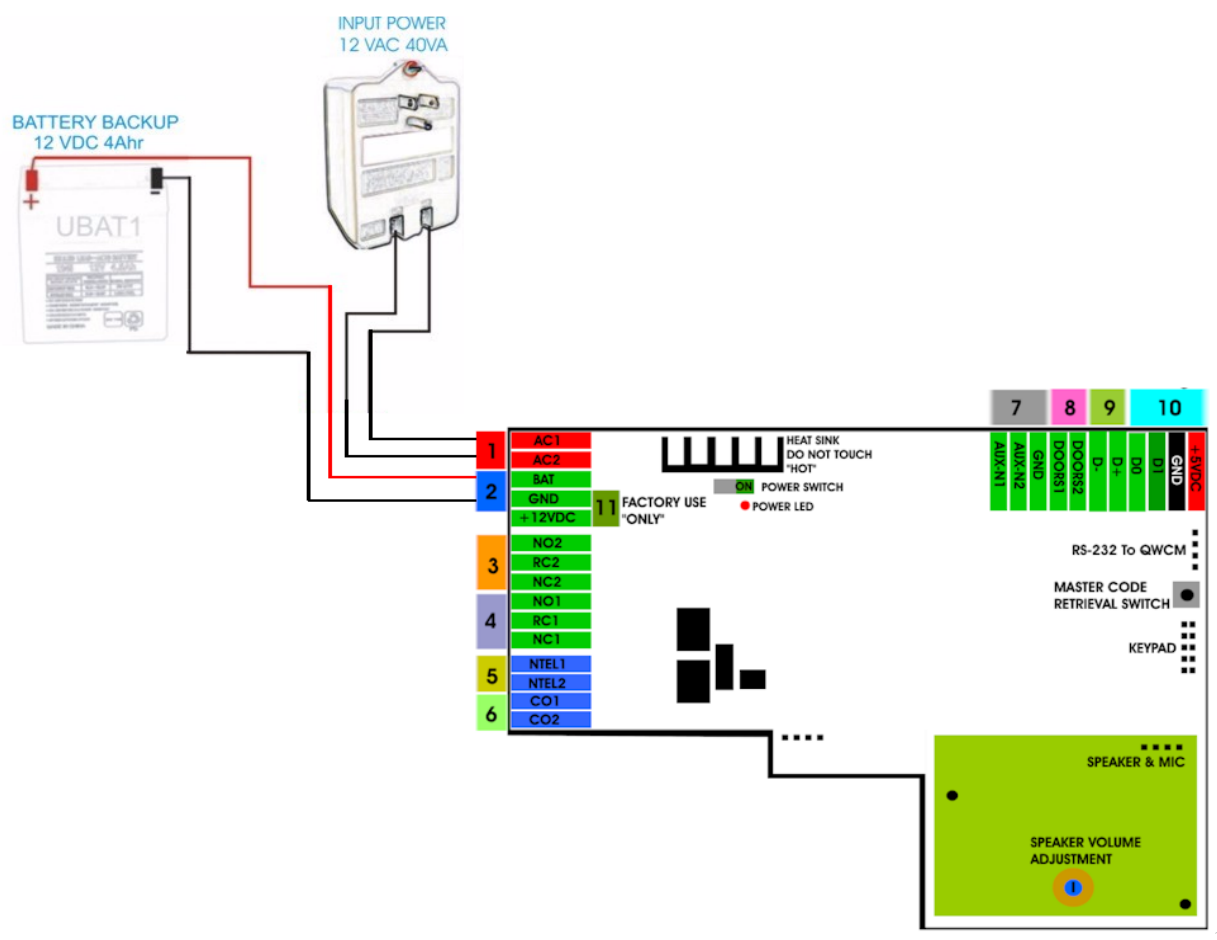 INPUT POWER
12 VAC 40VA
BATTERY BACKUP
12 VDC 4Ahr
+
-
UBAT1
7
8
9
10
AUX-N1
AUX-N2
GND
DOORS1
DOORS2
D-
D+
D0
D1
GND
+5VDC
1
AC1
AC2
2
BAT
GND
+12VDC
11
FACTORY USE
"ONLY"
HEAT SINK
DO NOT TOUCH
"HOT"
ON
POWER SWITCH
POWER LED
3
NO2
RC2
NC2
4
NO1
RC1
NC1
5
NTEL1
NTEL2
6
CO1
CO2
RS-232 To QWCM
MASTER CODE
RETRIEVAL SWITCH
KEYPAD
SPEAKER & MIC
SPEAKER VOLUME
ADJUSTMENT